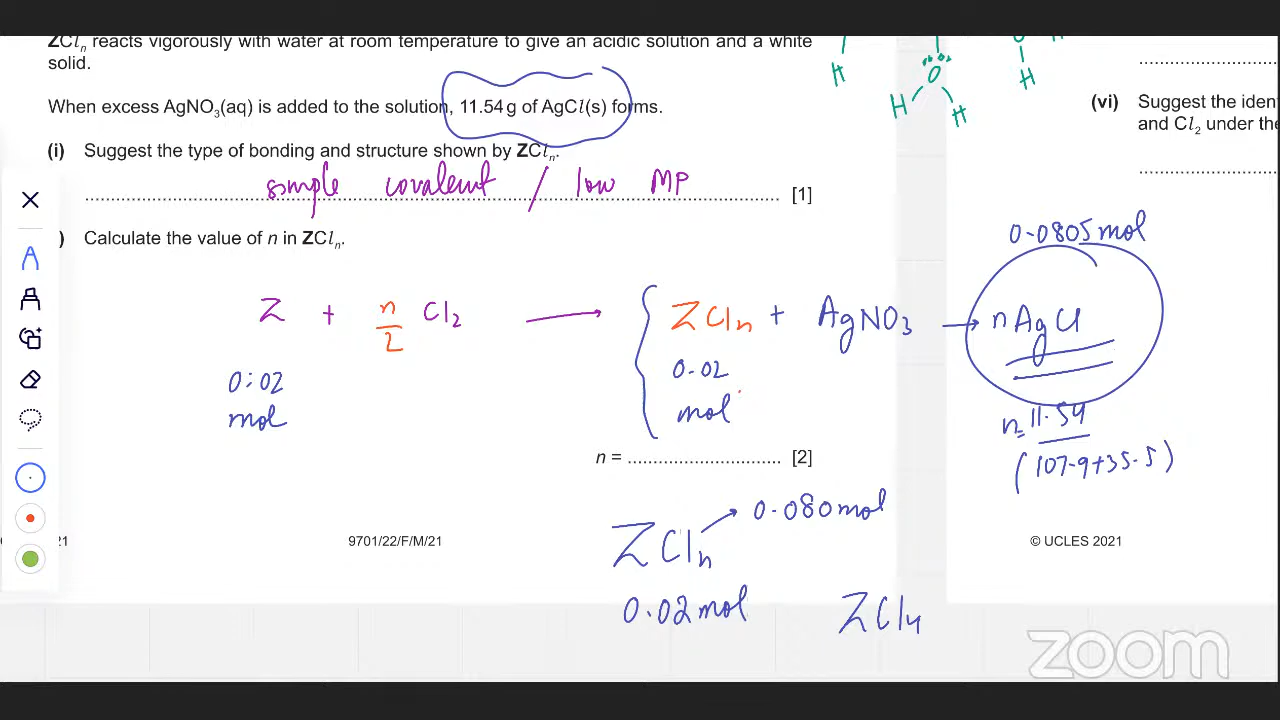 ZCln reacts vigorously with water at room temperature to give an acidic solution and a white
solid.
When excess AgNO3(aq) is added to the solution, 11.54 g of AgCl(s) forms.
(i) Suggest the type of bonding and structure shown by ZCln.
simple covalent / low MP
[1]
) Calculate the value of n in ZCln.
Z + n/2 Cl2 → { ZCln + AgNO3 → nAgCl
0.02 mol
0.02 mol
0.0805 mol
n = 11.54 / (107.9+35.5)
n = .............................. [2]
ZCln → 0.080 mol
0.02 mol
ZCl4
21
9701/22/F/M/21
© UCLES 2021
H
O
H
H
H
(vi) Suggest the iden
and Cl2 under the
A
zoom